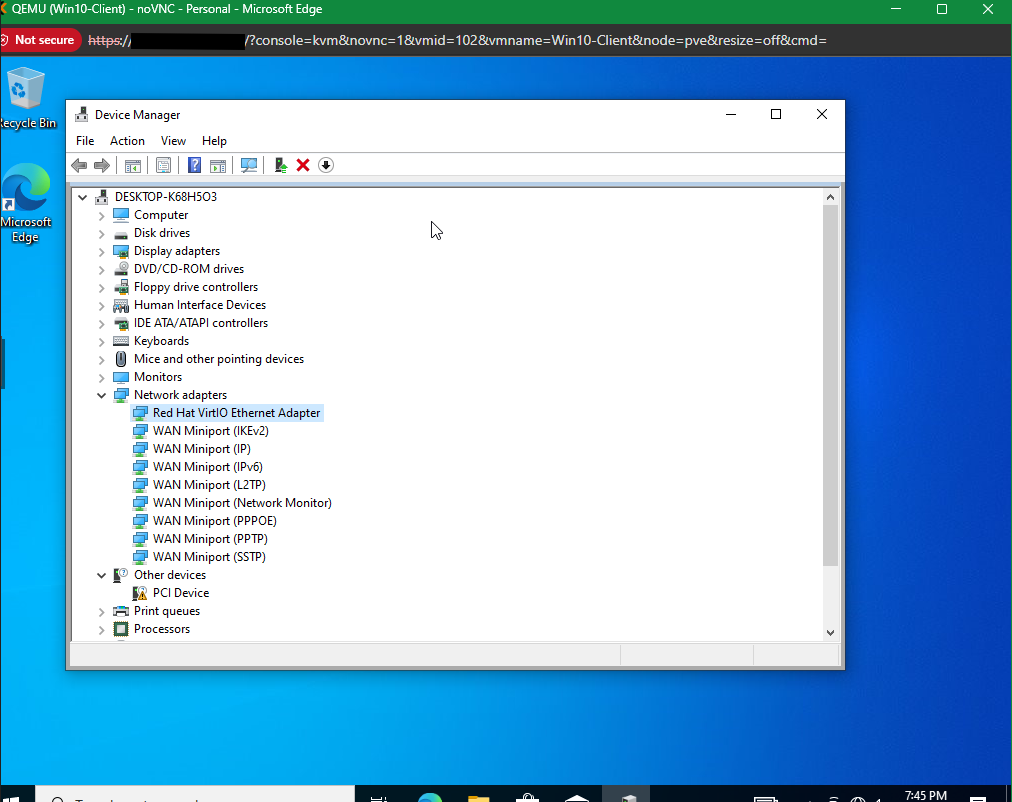 QEMU (Win10-Client) - noVNC - Personal - Microsoft Edge
Not secure https:// /?console=kvm&novnc=1&vmid=102&vmname=Win10-Client&node=pve&resize=off&cmd=
Recycle Bin
Microsoft
Edge
Device Manager
File Action View Help
DESKTOP-K68H5O3
Computer
Disk drives
Display adapters
DVD/CD-ROM drives
Floppy drive controllers
Human Interface Devices
IDE ATA/ATAPI controllers
Keyboards
Mice and other pointing devices
Monitors
Network adapters
Red Hat VirtIO Ethernet Adapter
WAN Miniport (IKEv2)
WAN Miniport (IP)
WAN Miniport (IPv6)
WAN Miniport (L2TP)
WAN Miniport (Network Monitor)
WAN Miniport (PPPOE)
WAN Miniport (PPTP)
WAN Miniport (SSTP)
Other devices
PCI Device
Print queues
Processors
7:45 PM